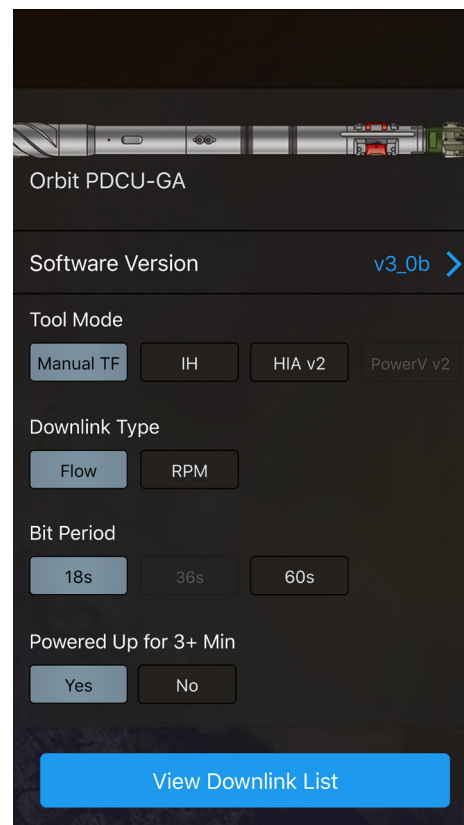 Orbit PDCU-GA
Software Version v3_0b
Tool Mode
Manual TF IH HIA v2 PowerV v2
Downlink Type
Flow RPM
Bit Period
18s 36s 60s
Powered Up for 3+ Min
Yes No
View Downlink List